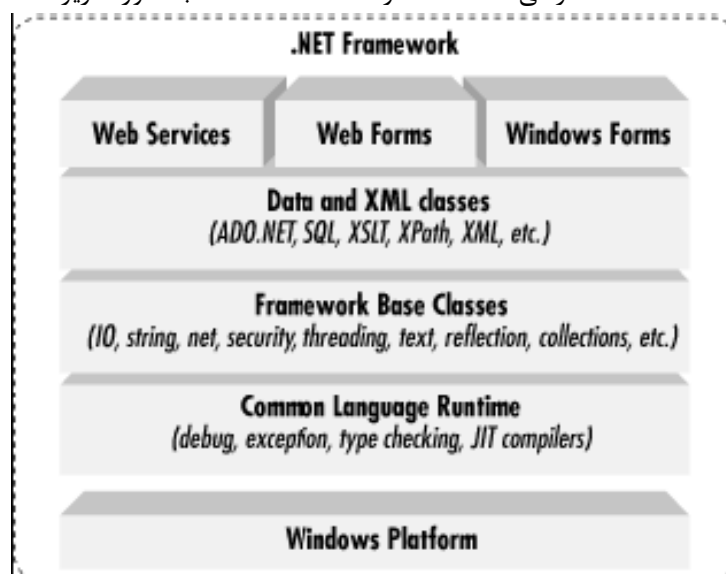 .NET Framework
Web Services
Web Forms
Windows Forms
Data and XML classes
(ADO.NET, SQL, XSLT, XPath, XML, etc.)
Framework Base Classes
(IO, string, net, security, threading, text, reflection, collections, etc.)
Common Language Runtime
(debug, exception, type checking, JIT compilers)
Windows Platform